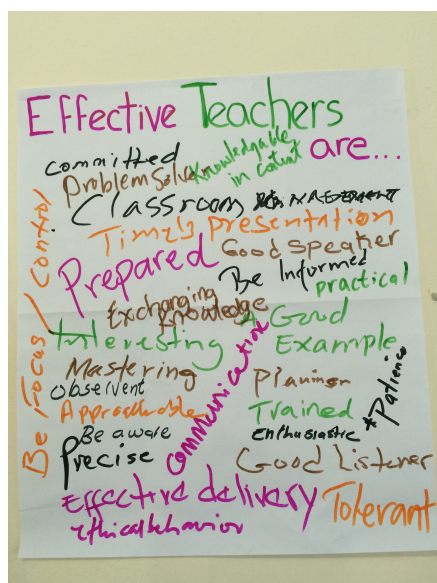 Effective Teachers
are...
committed
Knowledgable
in content
Problem Solver
Classroom MANAGEMENT
Timely presentation
Good Speaker
Prepared
Be Informed
practical
Exchanging
Knowledge
A Good
Example
Interesting
Mastering
Planner
Observent
Approachable
Trained
communication
Be aware
Enthusiastic
* Patience
Precise
Good Listener
Be Focus / Control
Effective delivery
Tolerant
ethical behavior